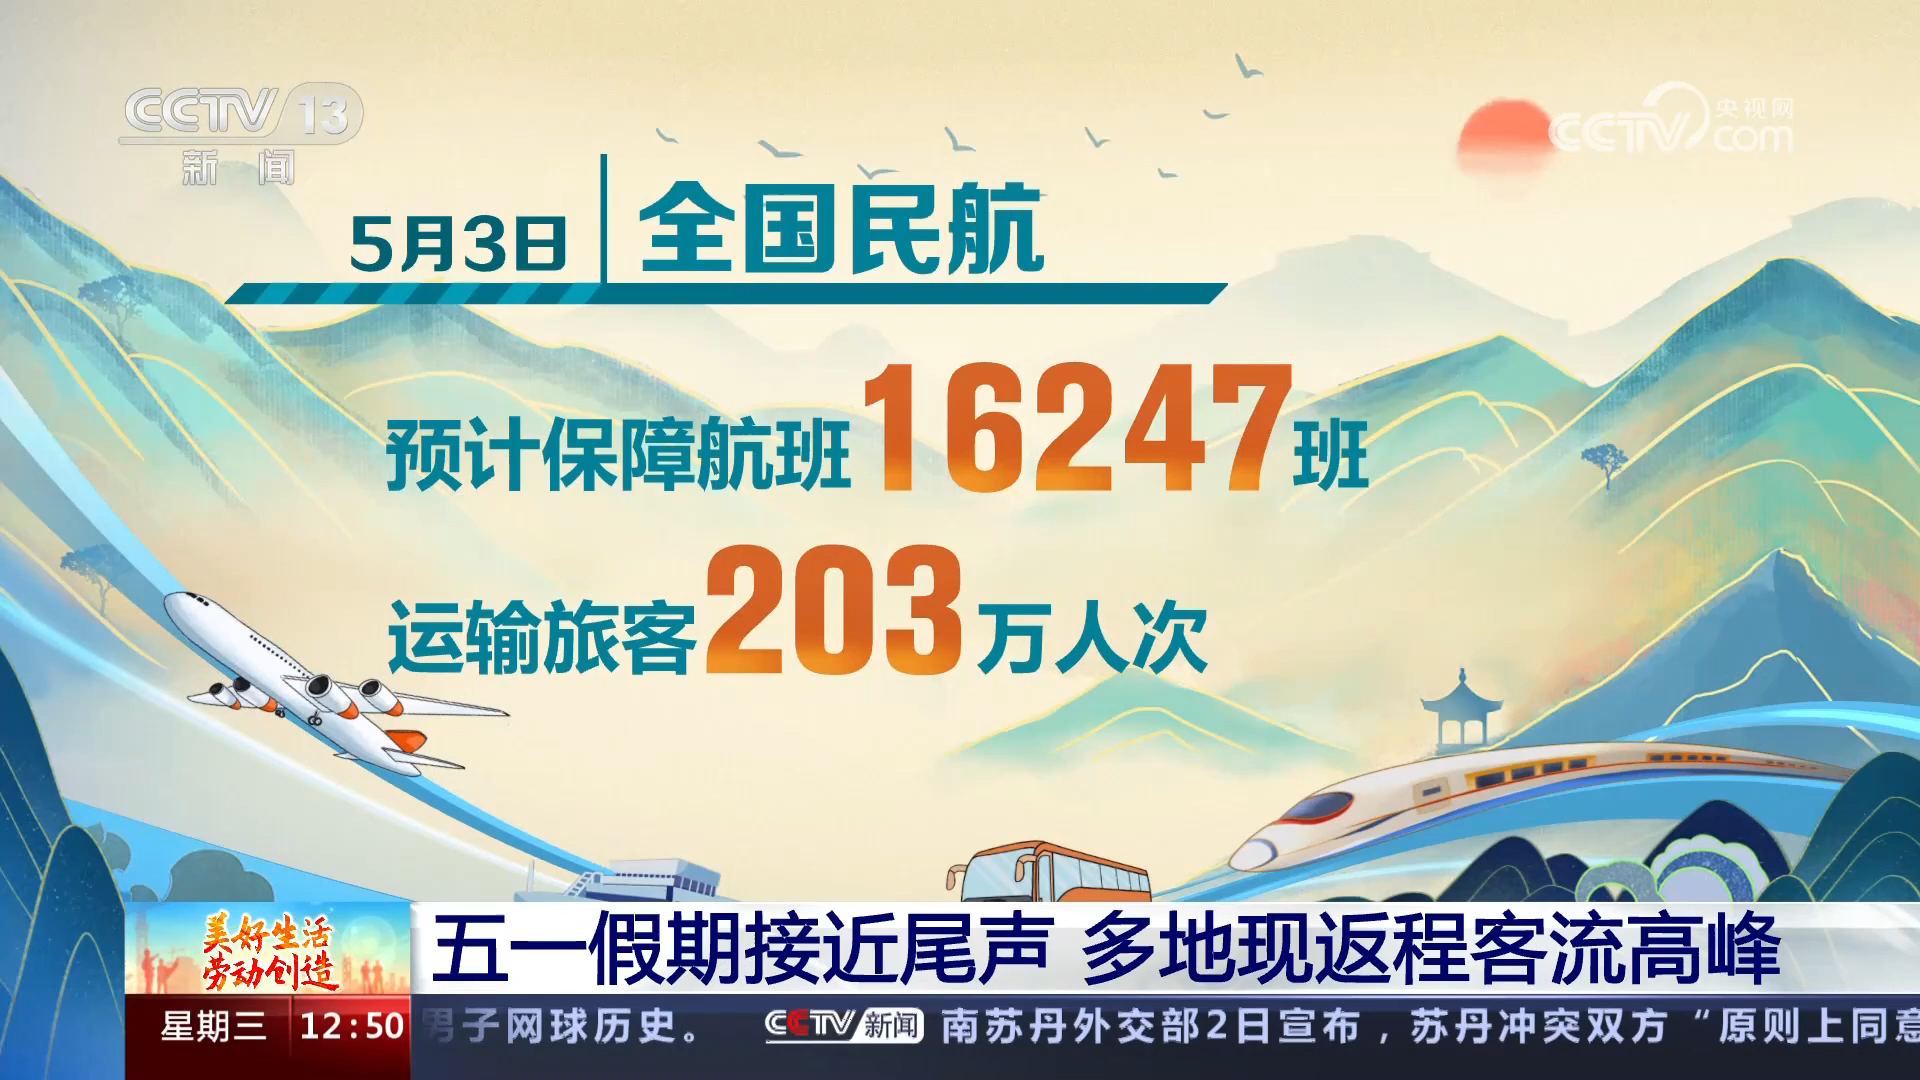 CCTV 13
新闻
央视网
CCTV.com
5月3日 全国民航
预计保障航班16247班
运输旅客203万人次
美好生活
劳动创造
五一假期接近尾声 多地现返程客流高峰
星期三 12:50
男子网球历史。 CCTV新闻 南苏丹外交部2日宣布，苏丹冲突双方“原则上同意